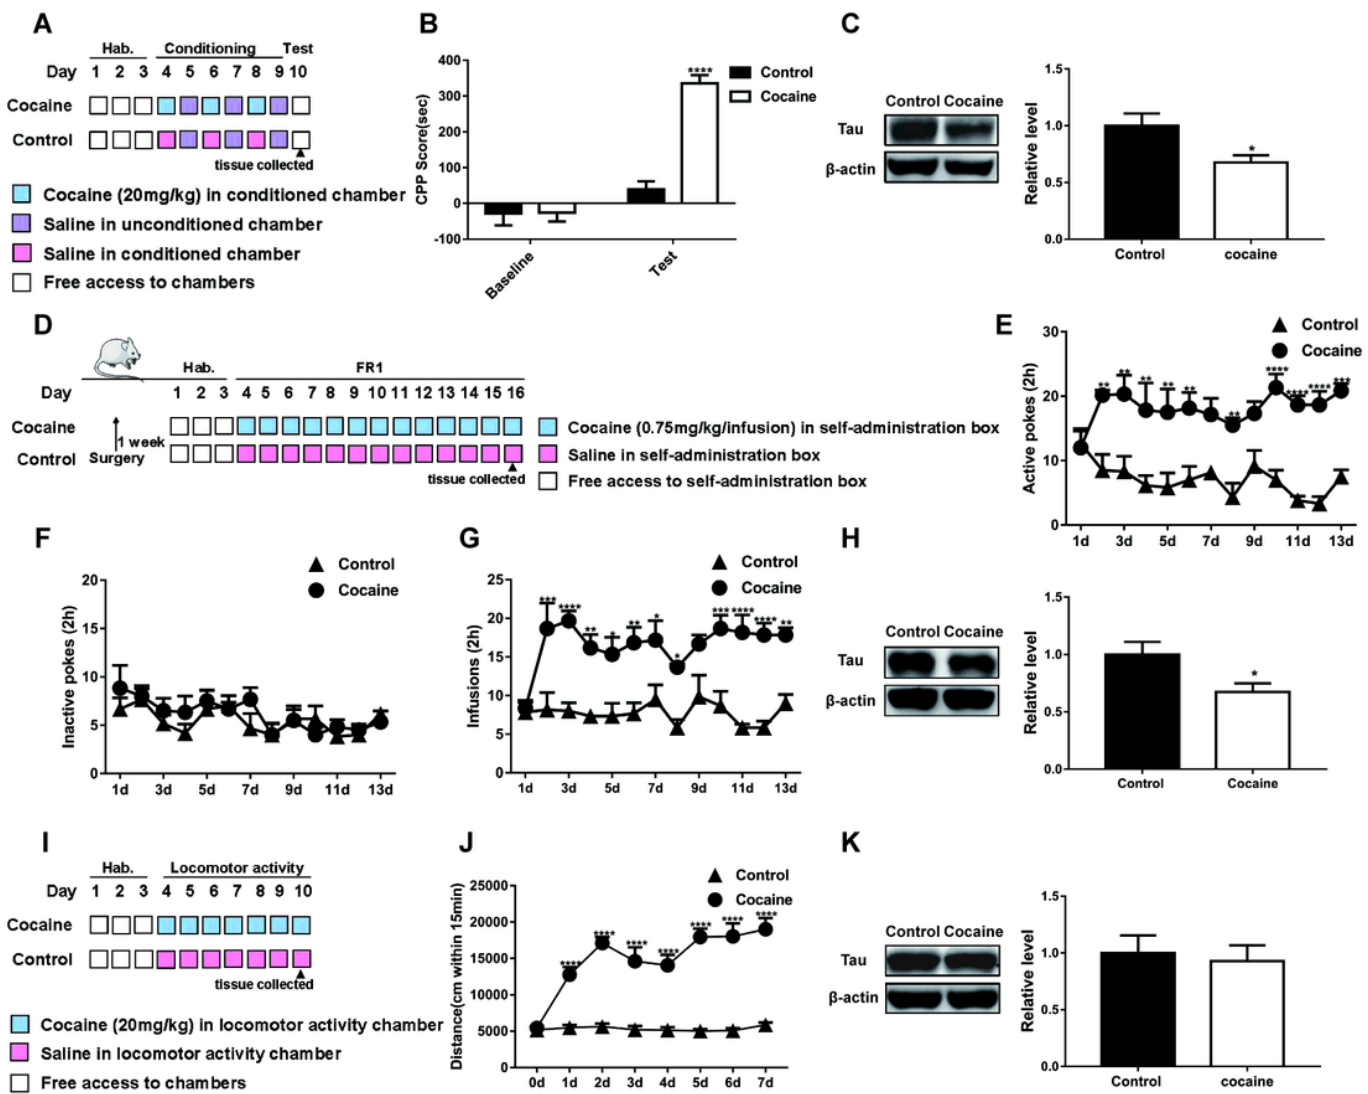 A
Hab. Conditioning Test
Day 1 2 3 4 5 6 7 8 9 10
Cocaine
Control
tissue collected
Cocaine (20mg/kg) in conditioned chamber
Saline in unconditioned chamber
Saline in conditioned chamber
Free access to chambers
B
CPP Score(sec)
400
300
200
100
0
-100
****
Control
Cocaine
Baseline
Test
C
Control Cocaine
Tau
β-actin
Relative level
1.5
1.0
0.5
0.0
*
Control
cocaine
D
Hab. FR1
Day 1 2 3 4 5 6 7 8 9 10 11 12 13 14 15 16
Cocaine
Control
1 week
Surgery
tissue collected
Cocaine (0.75mg/kg/infusion) in self-administration box
Saline in self-administration box
Free access to self-administration box
E
Control
Cocaine
Active pokes (2h)
30
20
10
0
** ** ** ** ** ** **** **** **** ***
1d 3d 5d 7d 9d 11d 13d
F
Control
Cocaine
Inactive pokes (2h)
20
15
10
5
0
1d 3d 5d 7d 9d 11d 13d
G
Control
Cocaine
Infusions (2h)
25
20
15
10
5
0
*** **** ** * ** * * *** **** **** **
1d 3d 5d 7d 9d 11d 13d
H
Control Cocaine
Tau
β-actin
Relative level
1.5
1.0
0.5
0.0
*
Control
Cocaine
I
Hab. Locomotor activity
Day 1 2 3 4 5 6 7 8 9 10
Cocaine
Control
tissue collected
Cocaine (20mg/kg) in locomotor activity chamber
Saline in locomotor activity chamber
Free access to chambers
J
Control
Cocaine
Distance(cm within 15min)
25000
20000
15000
10000
5000
0
**** **** **** **** **** **** ****
0d 1d 2d 3d 4d 5d 6d 7d
K
Control Cocaine
Tau
β-actin
Relative level
1.5
1.0
0.5
0.0
Control
cocaine